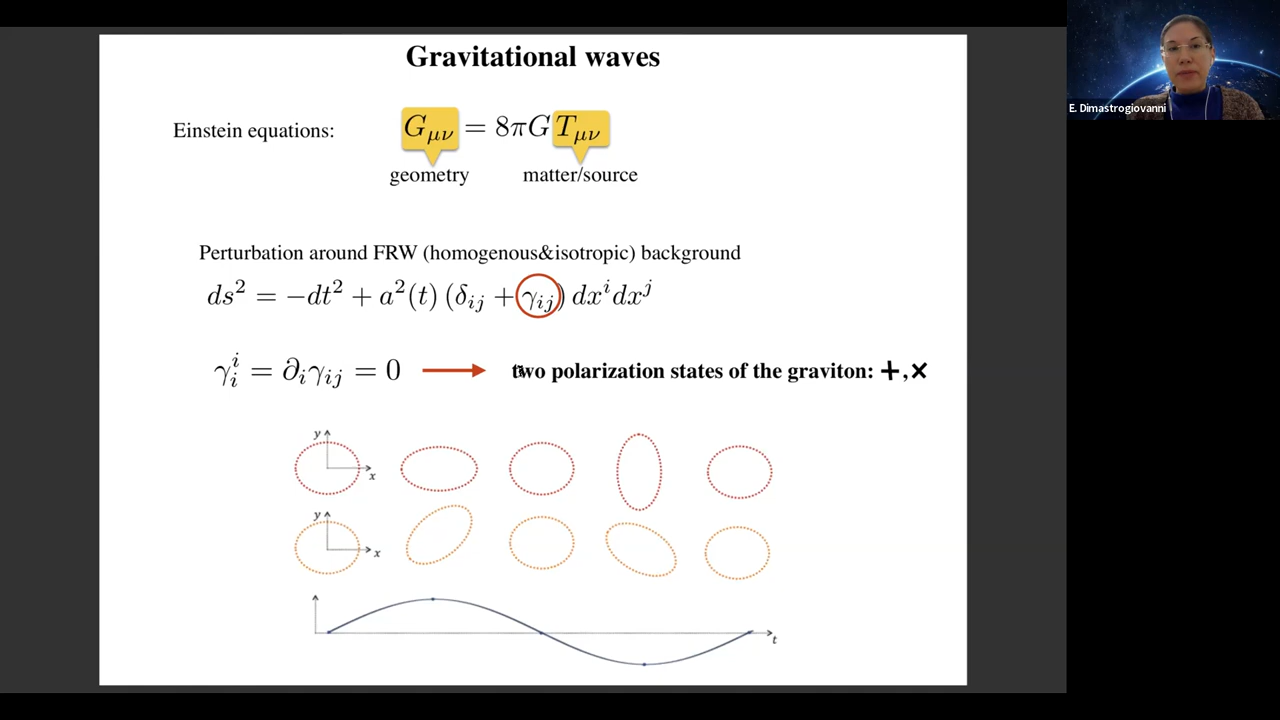 Gravitational waves
E. Dimastrogiovanni
Einstein equations: G_{μν} = 8πG T_{μν}
geometry matter/source
Perturbation around FRW (homogenous&isotropic) background
ds² = −dt² + a²(t) (δ_{ij} + γ_{ij}) dx^i dx^j
γ_i^i = ∂_i γ_{ij} = 0 two polarization states of the graviton: +,×
y
x
y
x
t